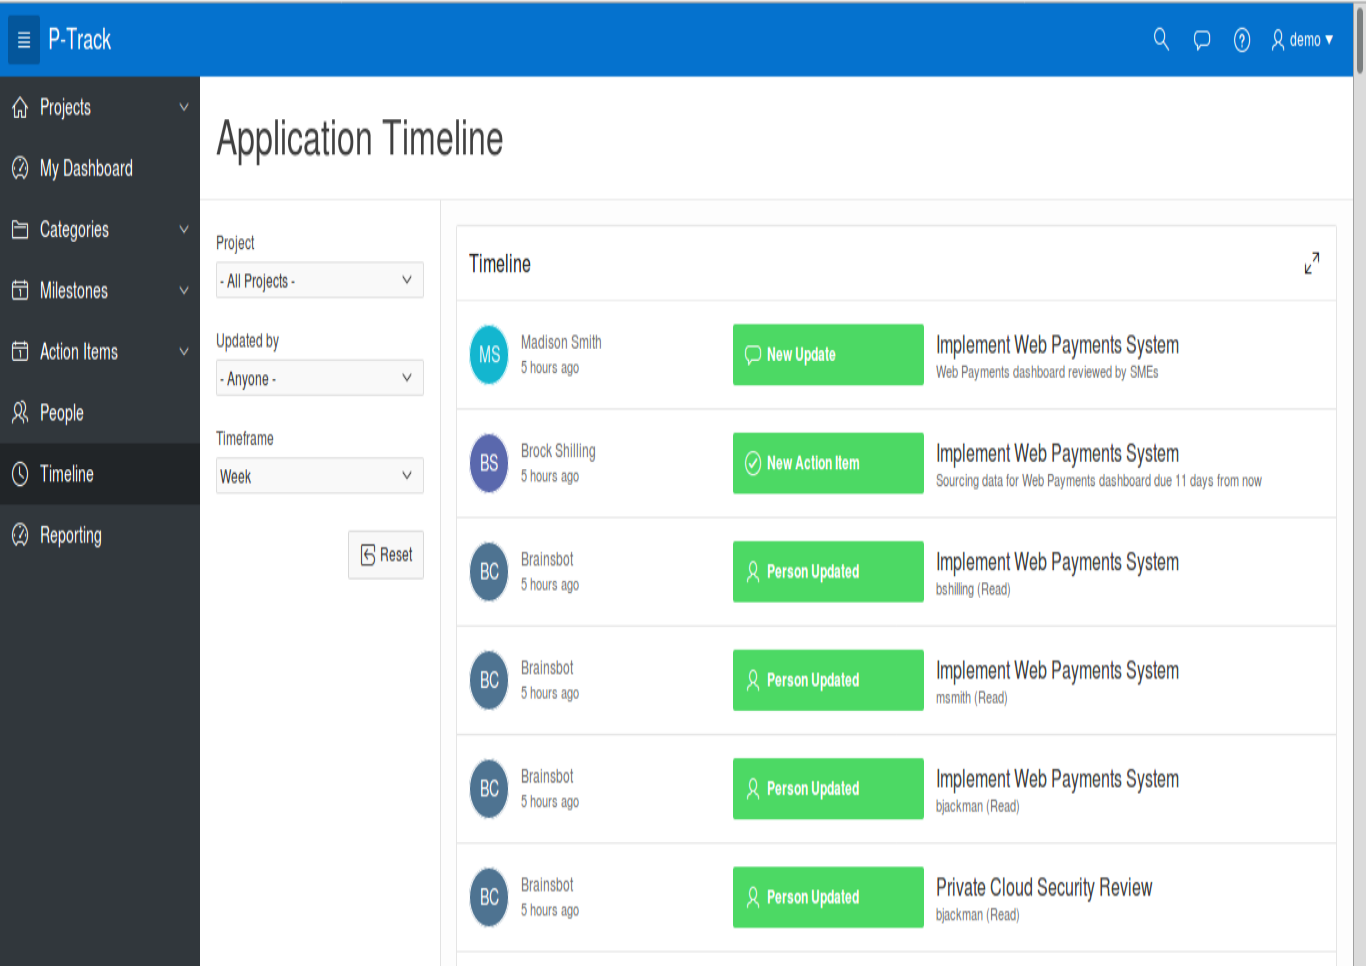 P-Track
demo
Projects
My Dashboard
Categories
Milestones
Action Items
People
Timeline
Reporting
Application Timeline
Project
- All Projects -
Updated by
- Anyone -
Timeframe
Week
Reset
Timeline
MS
Madison Smith
5 hours ago
New Update
Implement Web Payments System
Web Payments dashboard reviewed by SMEs
BS
Brock Shilling
5 hours ago
New Action Item
Implement Web Payments System
Sourcing data for Web Payments dashboard due 11 days from now
BC
Brainsbot
5 hours ago
Person Updated
Implement Web Payments System
bshilling (Read)
BC
Brainsbot
5 hours ago
Person Updated
Implement Web Payments System
msmith (Read)
BC
Brainsbot
5 hours ago
Person Updated
Implement Web Payments System
bjackman (Read)
BC
Brainsbot
5 hours ago
Person Updated
Private Cloud Security Review
bjackman (Read)